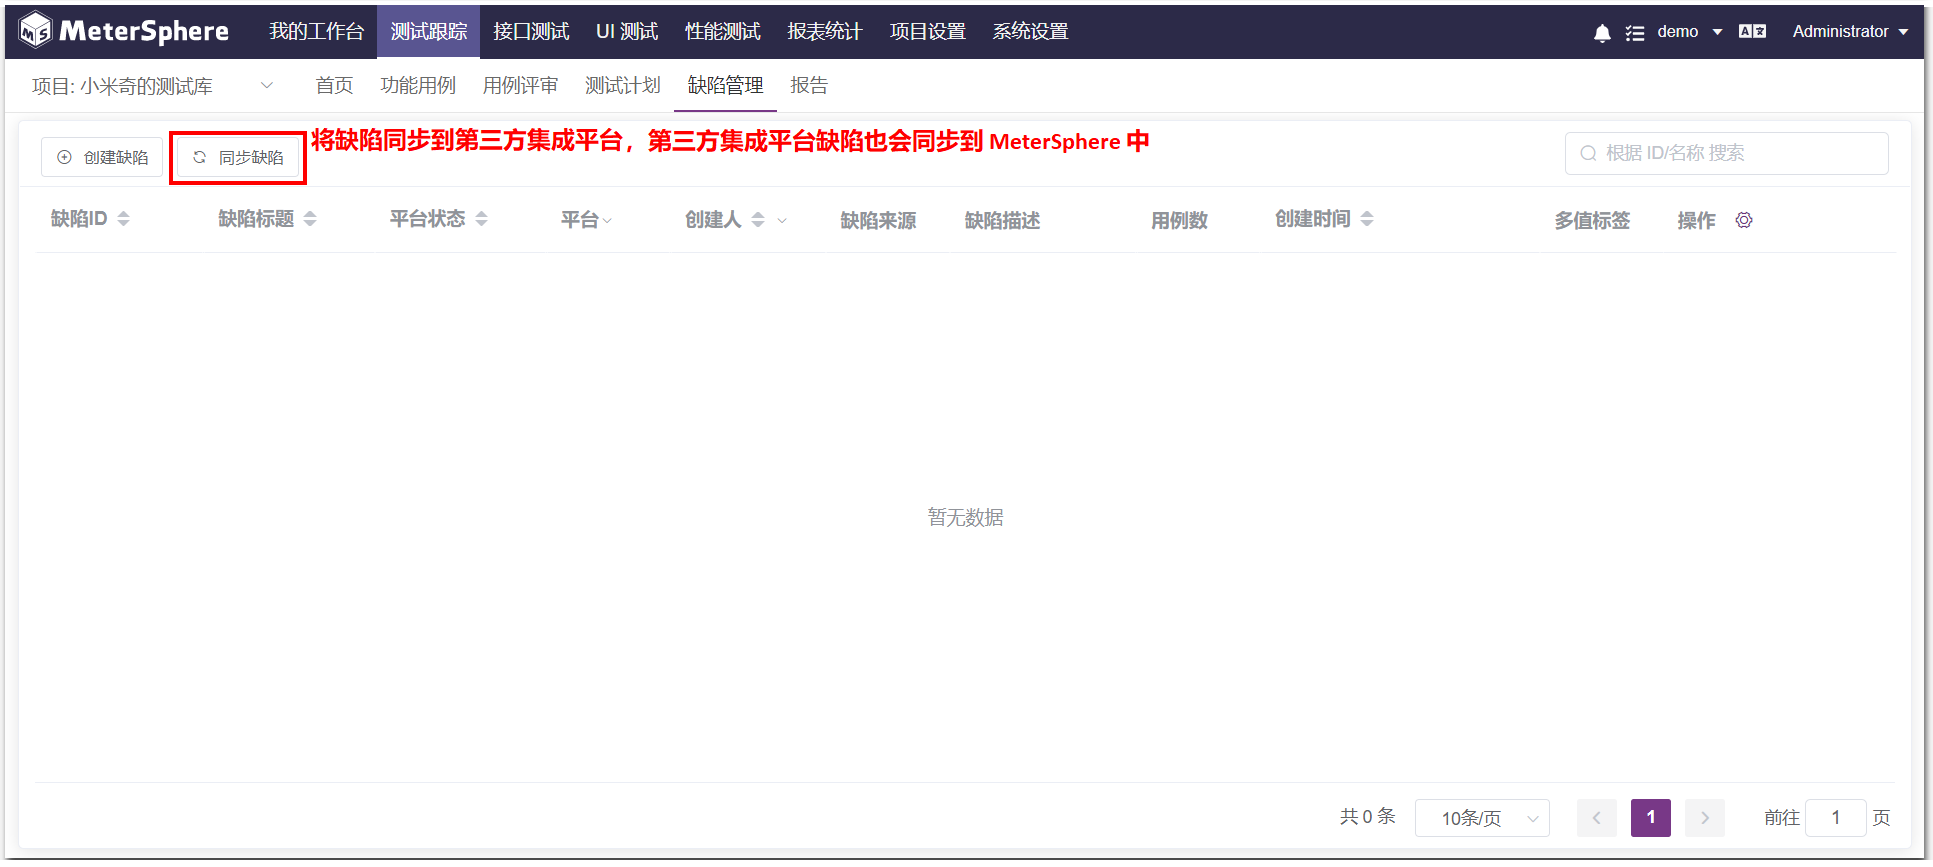 MeterSphere 我的工作台 测试跟踪 接口测试 UI 测试 性能测试 报表统计 项目设置 系统设置 demo Administrator
项目: 小米奇的测试库 首页 功能用例 用例评审 测试计划 缺陷管理 报告
将缺陷同步到第三方集成平台，第三方集成平台缺陷也会同步到 MeterSphere 中
创建缺陷 同步缺陷 根据 ID/名称 搜索
缺陷ID 缺陷标题 平台状态 平台 创建人 缺陷来源 缺陷描述 用例数 创建时间 多值标签 操作
暂无数据
共 0 条 10条/页 1 前往 1 页